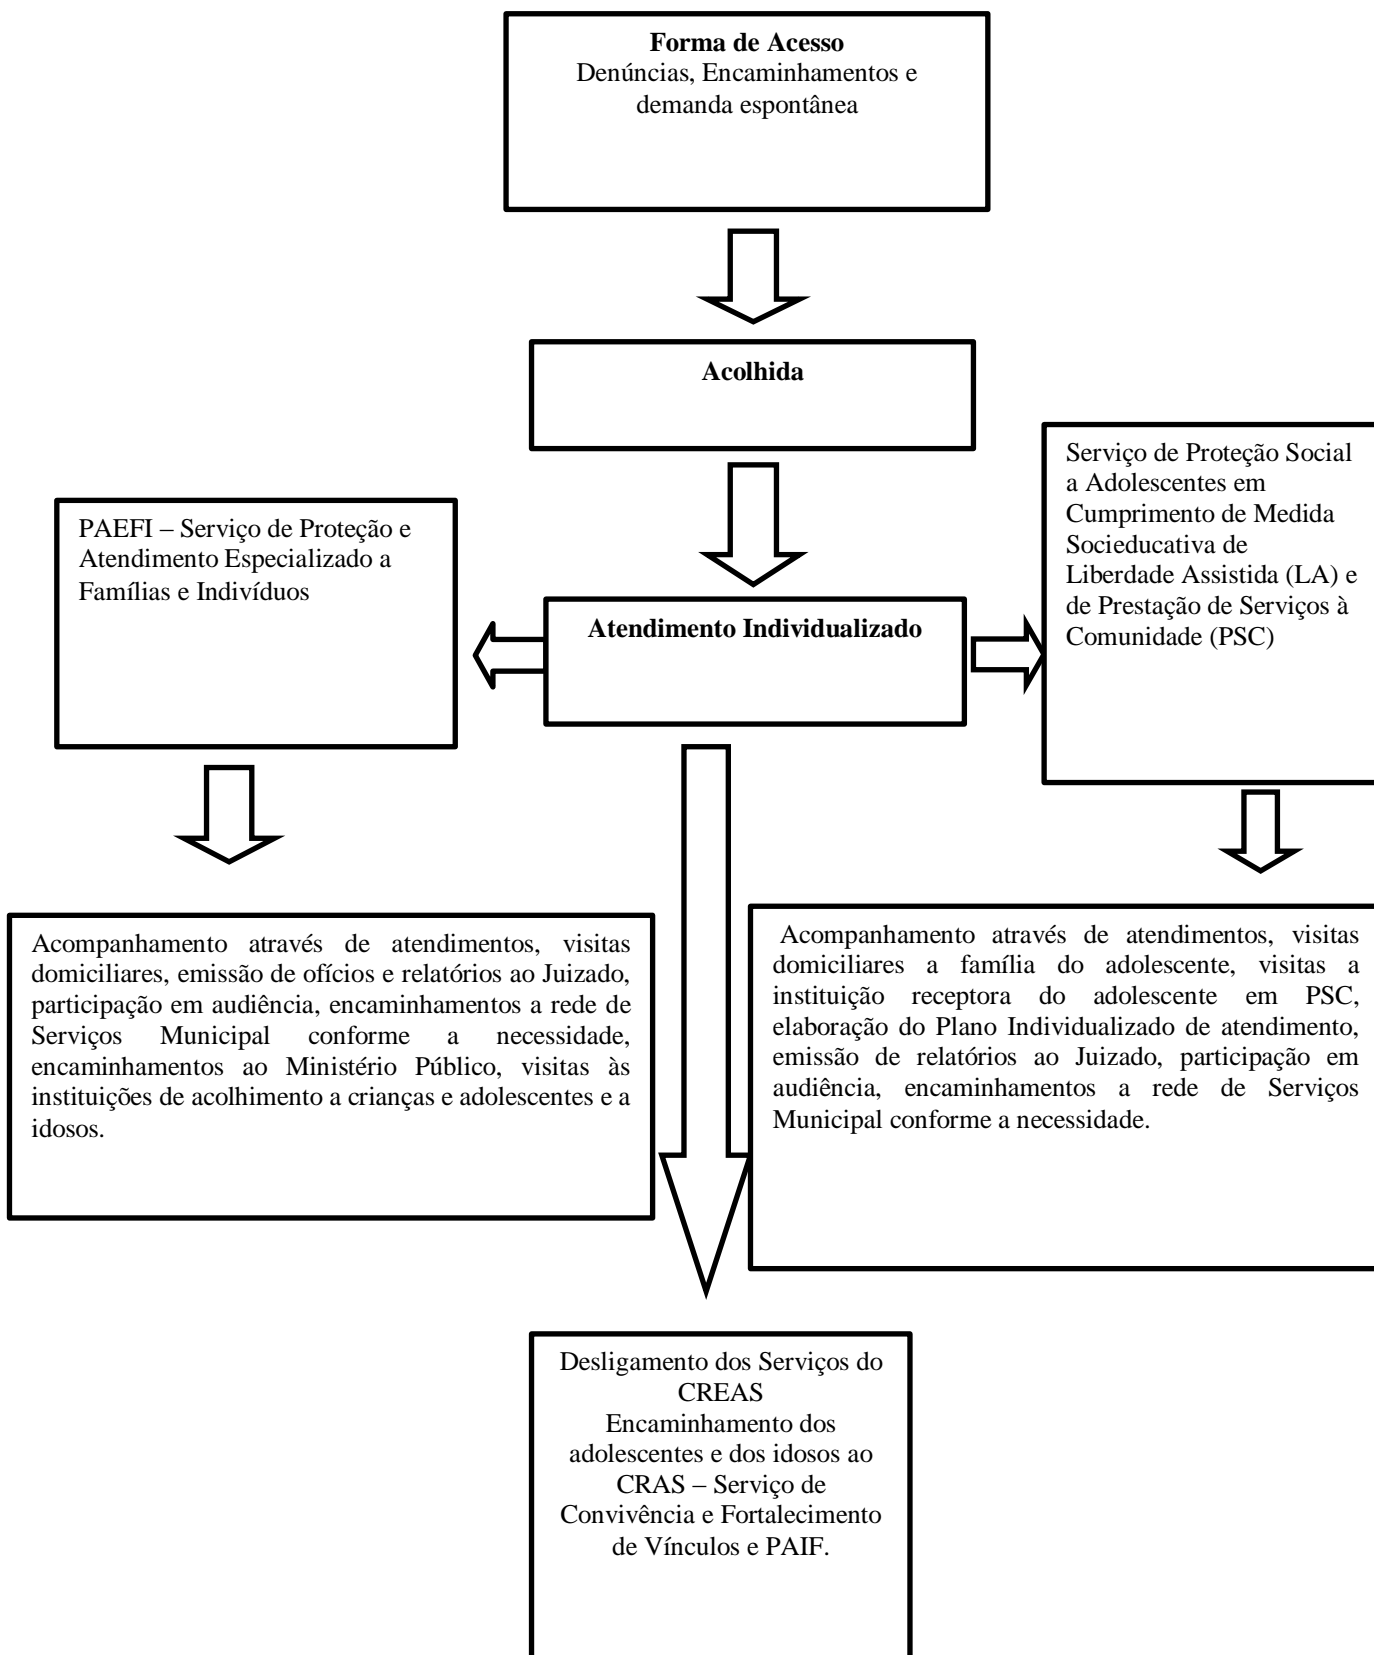 Forma de Acesso
Denúncias, Encaminhamentos e
demanda espontânea
Acolhida
Serviço de Proteção Social
a Adolescentes em
Cumprimento de Medida
Socieducativa de
Liberdade Assistida (LA) e
de Prestação de Serviços à
Comunidade (PSC)
PAEFI – Serviço de Proteção e
Atendimento Especializado a
Famílias e Indivíduos
Atendimento Individualizado
Acompanhamento através de atendimentos, visitas
domiciliares, emissão de ofícios e relatórios ao Juizado,
participação em audiência, encaminhamentos a rede de
Serviços Municipal conforme a necessidade,
encaminhamentos ao Ministério Público, visitas às
instituições de acolhimento a crianças e adolescentes e a
idosos.
Acompanhamento através de atendimentos, visitas
domiciliares a família do adolescente, visitas a
instituição receptora do adolescente em PSC,
elaboração do Plano Individualizado de atendimento,
emissão de relatórios ao Juizado, participação em
audiência, encaminhamentos a rede de Serviços
Municipal conforme a necessidade.
Desligamento dos Serviços do
CREAS
Encaminhamento dos
adolescentes e dos idosos ao
CRAS – Serviço de
Convivência e Fortalecimento
de Vínculos e PAIF.